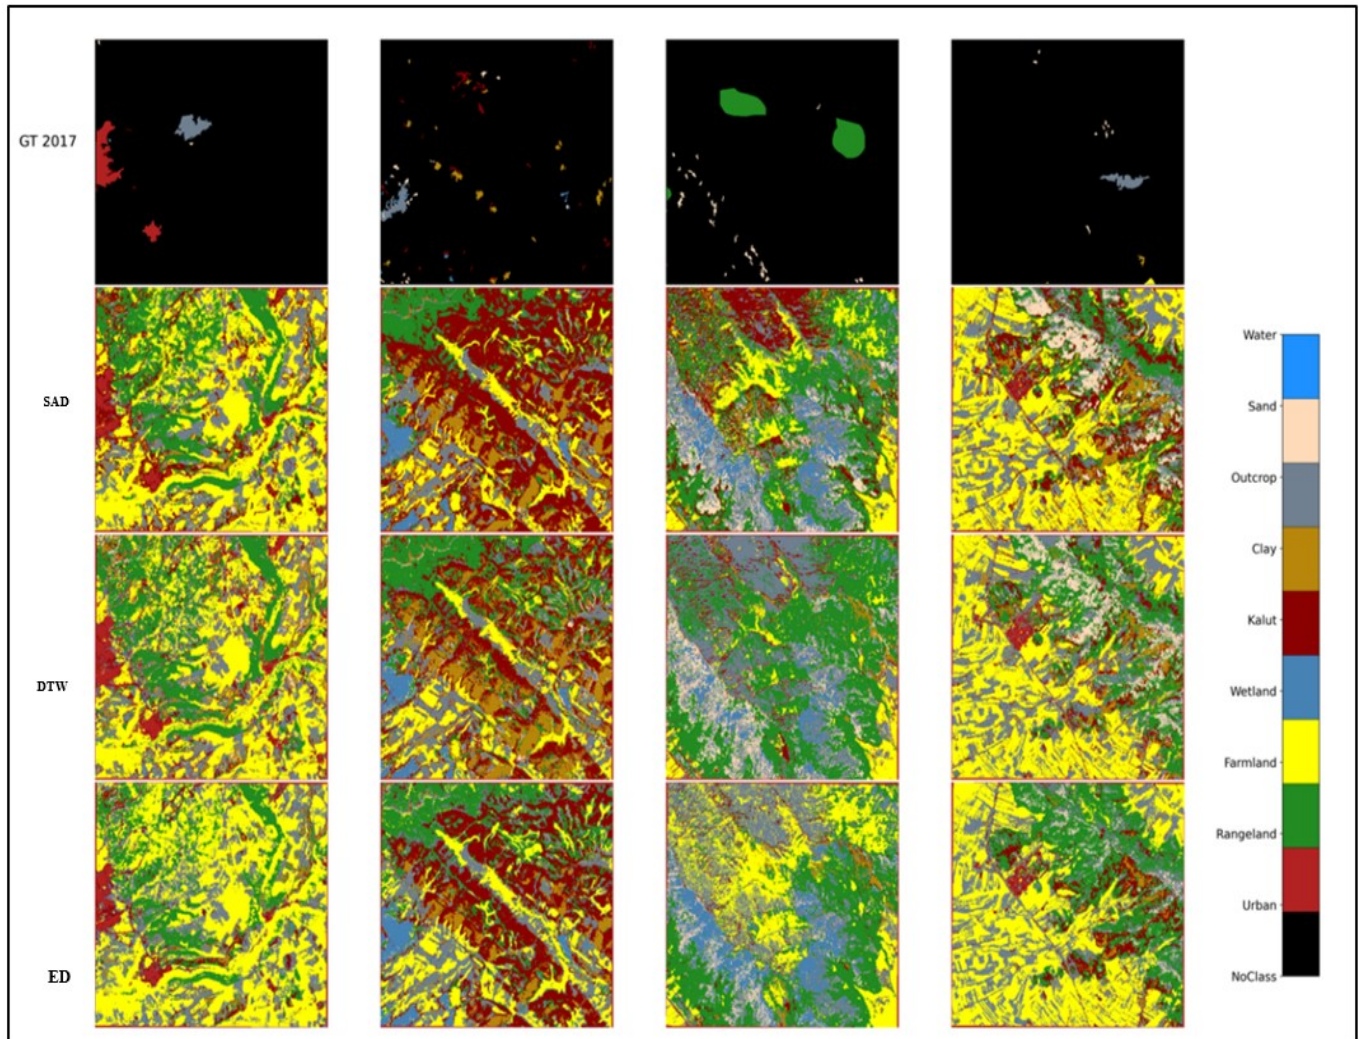 GT 2017
SAD
DTW
ED
Water
Sand
Outcrop
Clay
Kalut
Wetland
Farmland
Rangeland
Urban
NoClass